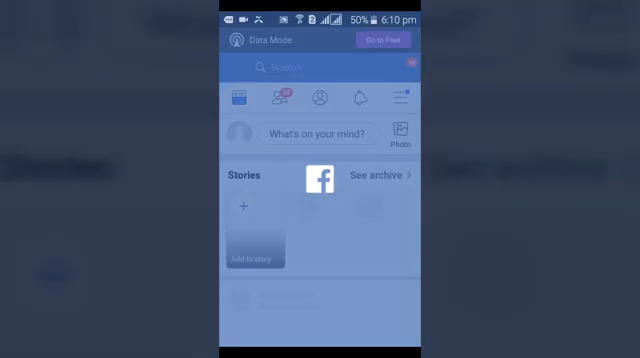 50% 6:10 pm
Data Mode
Go to Free
Search
What's on your mind?
Photo
Stories
See archive
Add to story